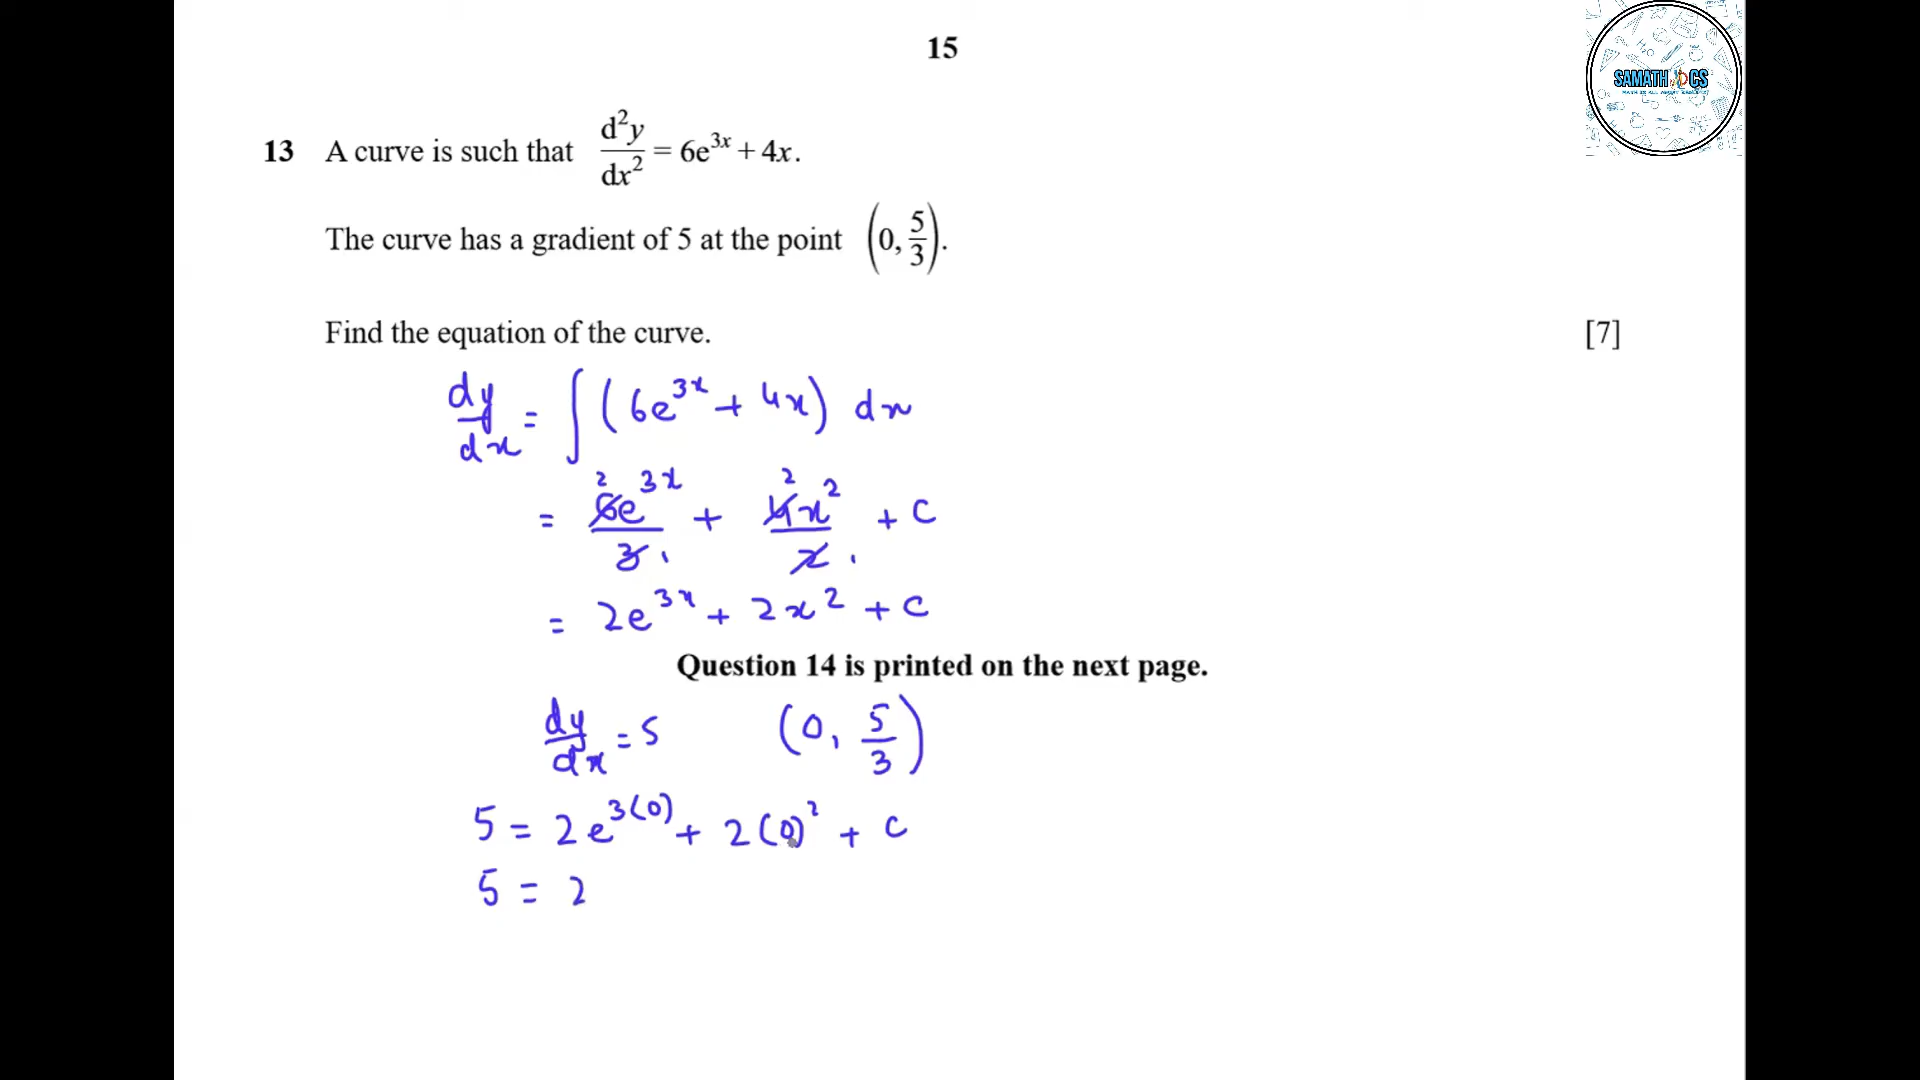 15
SAMATHDCS
13 A curve is such that d²y/dx² = 6e^{3x} + 4x.
The curve has a gradient of 5 at the point (0, 5/3).
Find the equation of the curve. [7]
dy/dx = ∫ (6e^{3x} + 4x) dx
= 6e^{3x}/3 + 4x²/2 + c
= 2e^{3x} + 2x² + c
Question 14 is printed on the next page.
dy/dx = 5 (0, 5/3)
5 = 2e^{3(0)} + 2(0)² + c
5 = 2